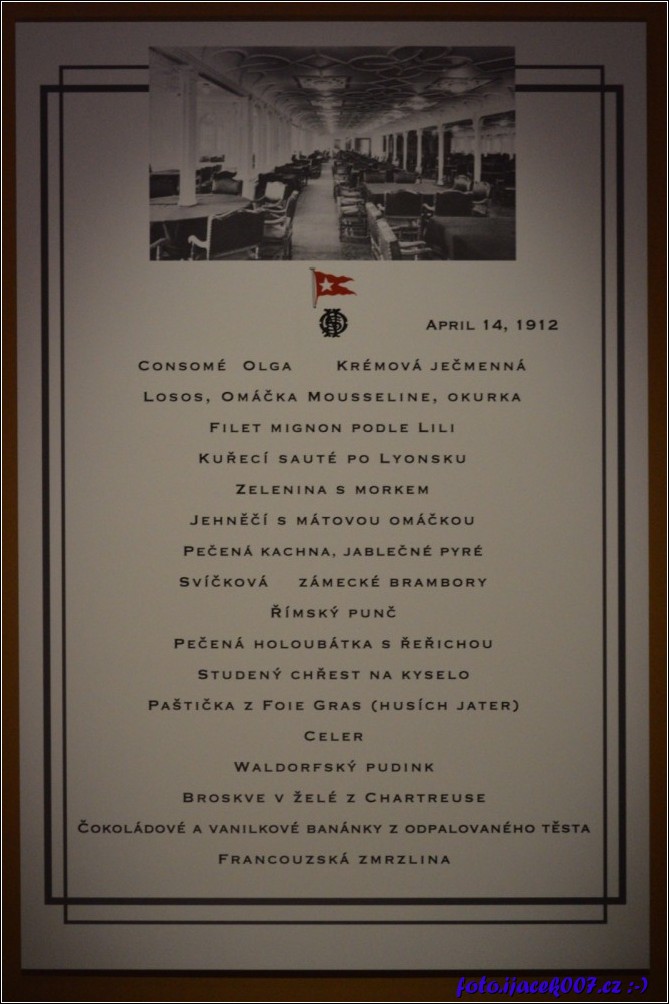 April 14, 1912
Consomé Olga Krémová ječmenná
Losos, Omáčka Mousseline, okurka
Filet mignon podle Lili
Kuřecí sauté po Lyonsku
Zelenina s morkem
Jehněčí s mátovou omáčkou
Pečená kachna, jablečné pyré
Svíčková zámecké brambory
Římský punč
Pečená holoubátka s řeřichou
Studený chřest na kyselo
Paštička z Foie Gras (husích jater)
Celer
Waldorfský pudink
Broskve v želé z Chartreuse
Čokoládové a vanilkové banánky z odpalovaného těsta
Francouzská zmrzlina
foto.ijacek007.cz :-)